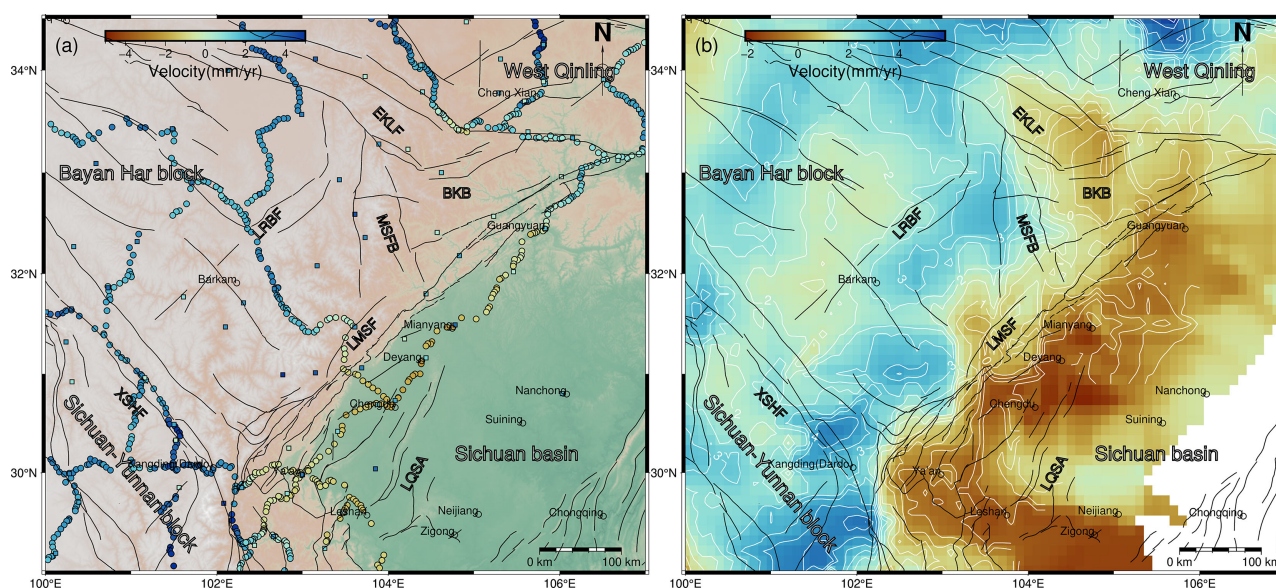 (a)
−4 −2 0 2 4
Velocity(mm/yr)
N
34°N
32°N
30°N
100°E
102°E
104°E
106°E
West Qinling
Cheng Xian
EKLF
Bayan Har block
BKB
LRBF
MSFB
Guangyuan
Barkam
Mianyang
LMSF
Deyang
Nanchong
XSHF
Chengdu
Suining
Sichuan-Yunnan block
Sichuan basin
Kangding(Dardo)
Ya'an
LQSA
Leshan
Neijiang
Chongqing
Zigong
0 km 100 km
(b)
−2 0 2 4
Velocity(mm/yr)
N
34°N
32°N
30°N
100°E
102°E
104°E
106°E
West Qinling
Cheng Xian
EKLF
Bayan Har block
BKB
LRBF
MSFB
Guangyuan
Barkam
Mianyang
LMSF
Deyang
Nanchong
XSHF
Chengdu
Suining
Sichuan-Yunnan block
Sichuan basin
Kangding(Dardo)
Ya'an
LQSA
Leshan
Neijiang
Chongqing
Zigong
0 km 100 km